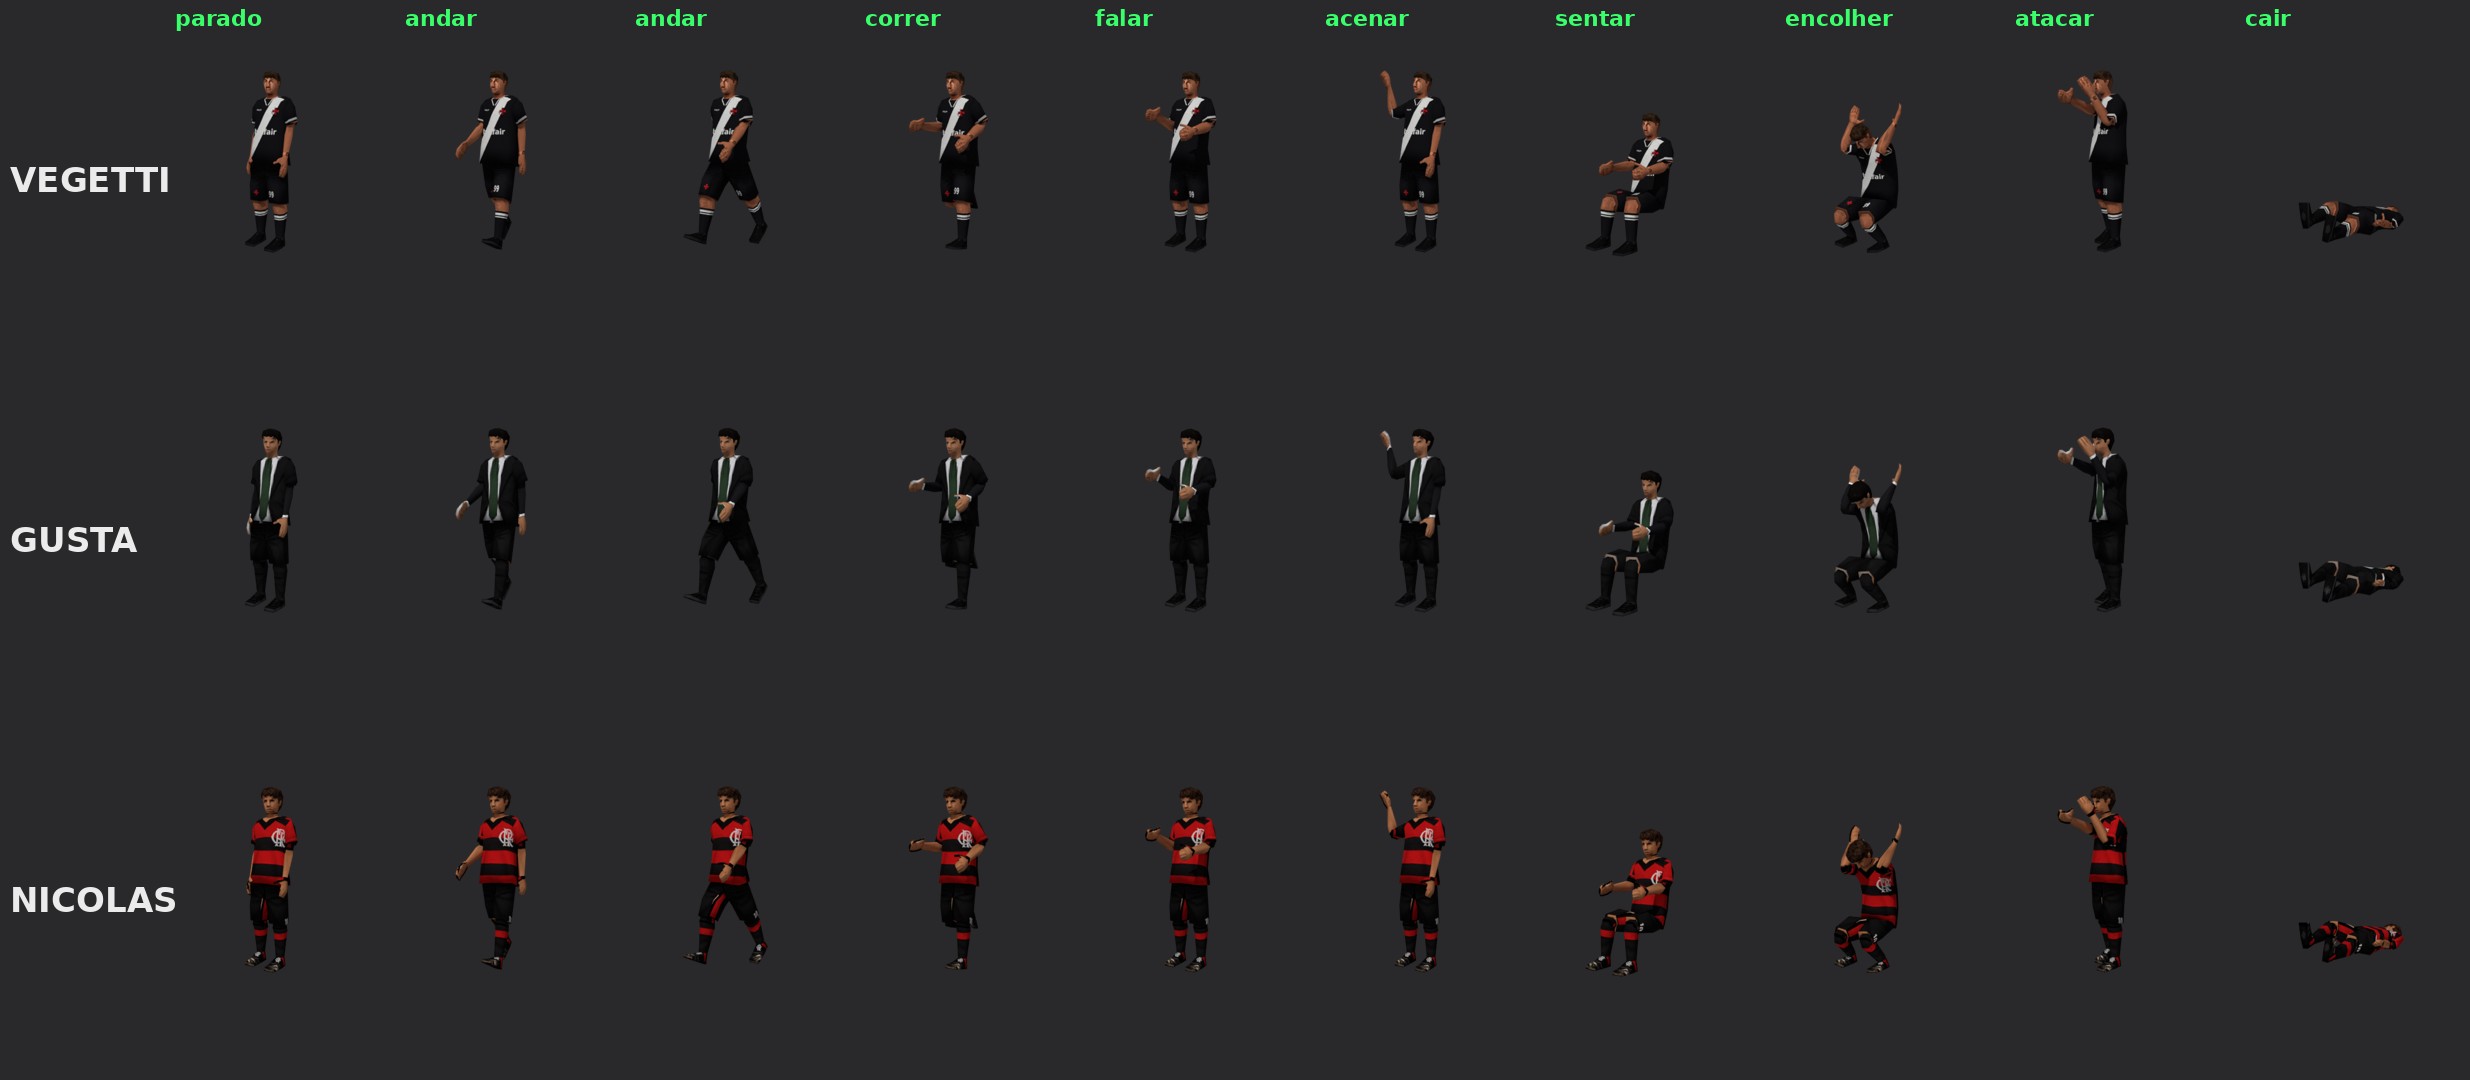 parado andar andar correr falar acenar sentar encolher atacar cair
VEGETTI
GUSTA
NICOLAS